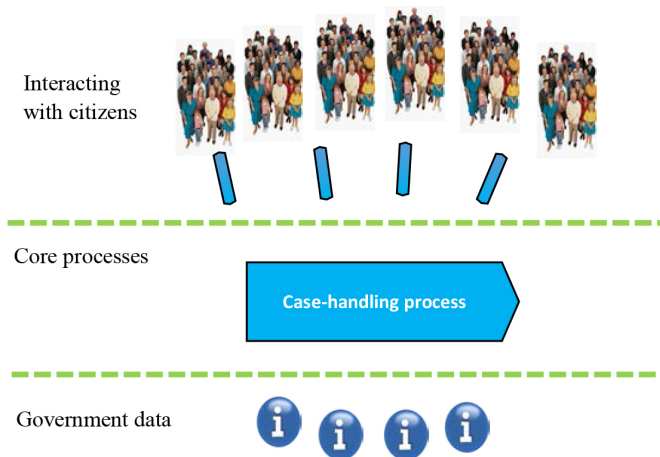 Interacting
with citizens
Core processes
Case-handling process
Government data
i i i i